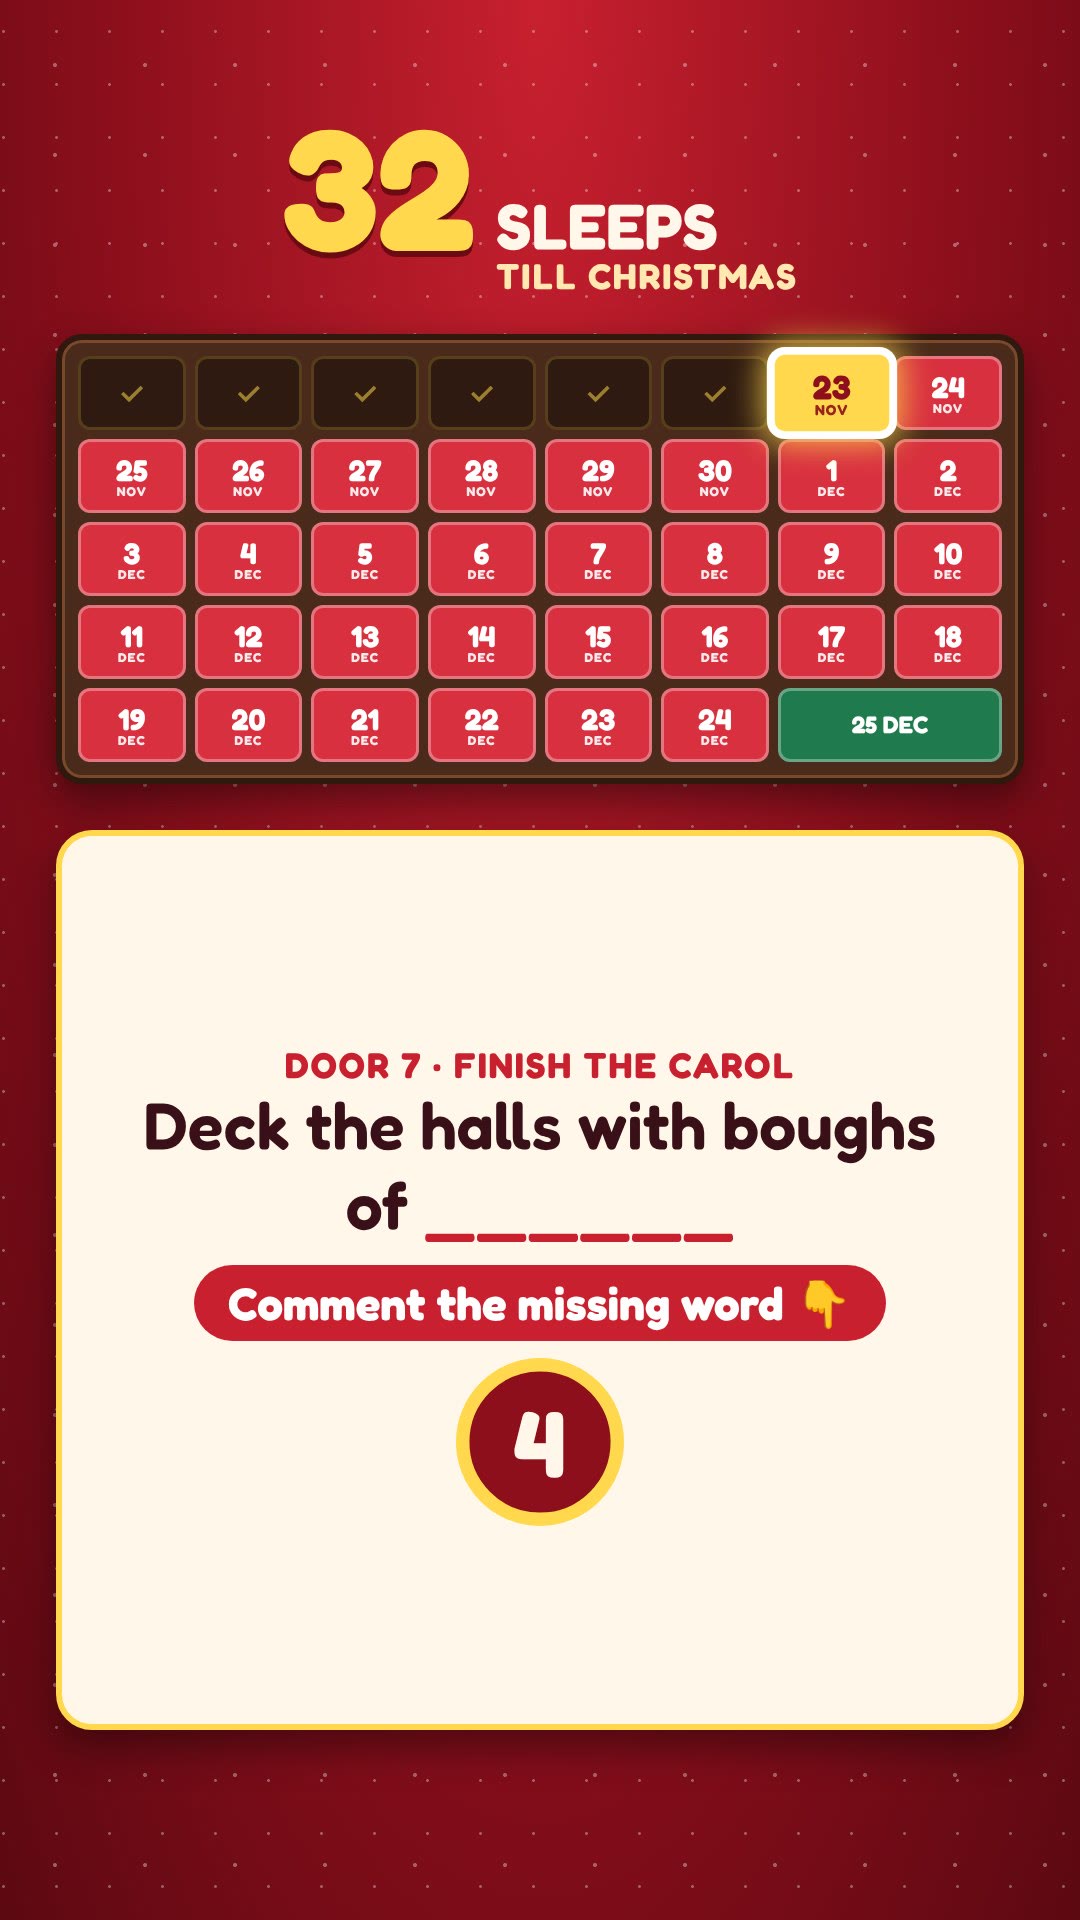 32 SLEEPS
TILL CHRISTMAS
23 NOV
24 NOV
25 NOV
26 NOV
27 NOV
28 NOV
29 NOV
30 NOV
1 DEC
2 DEC
3 DEC
4 DEC
5 DEC
6 DEC
7 DEC
8 DEC
9 DEC
10 DEC
11 DEC
12 DEC
13 DEC
14 DEC
15 DEC
16 DEC
17 DEC
18 DEC
19 DEC
20 DEC
21 DEC
22 DEC
23 DEC
24 DEC
25 DEC
DOOR 7 · FINISH THE CAROL
Deck the halls with boughs
of ______
Comment the missing word 👇
4